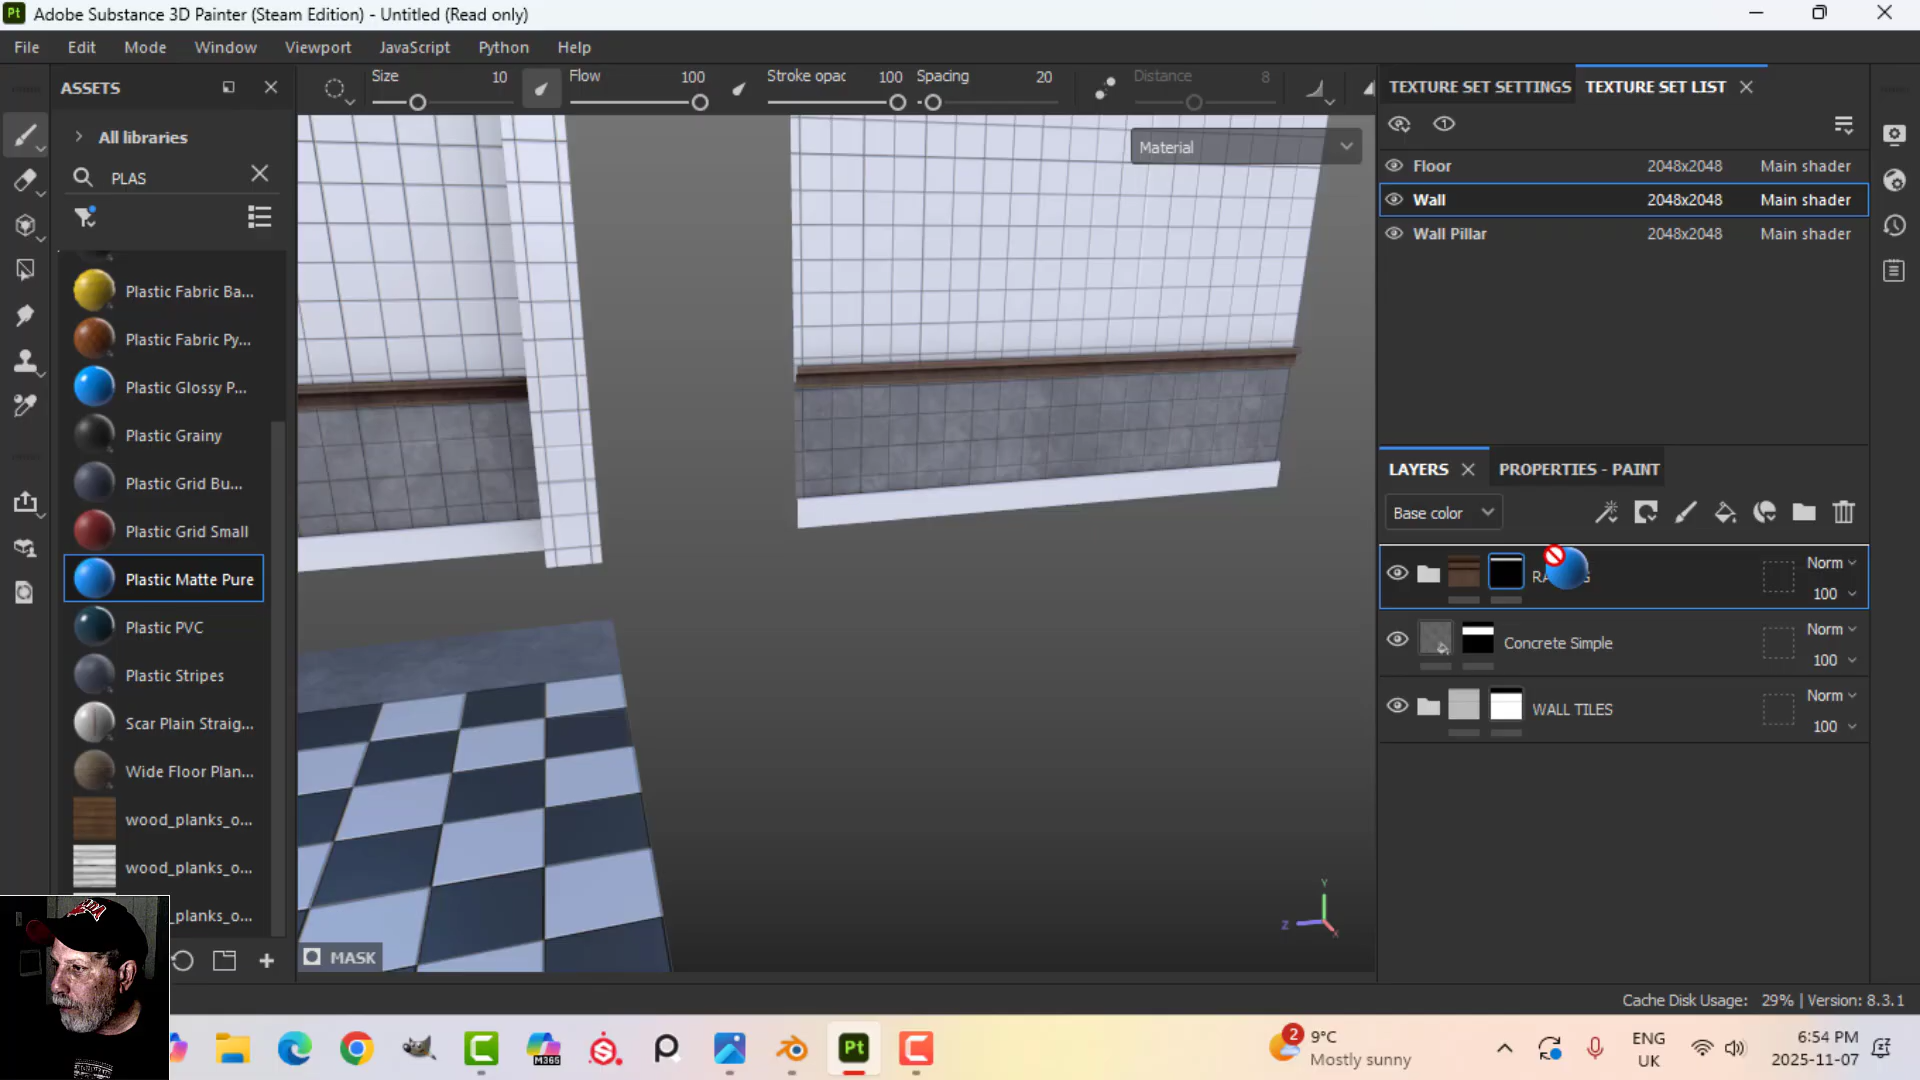 Adobe Substance 3D Painter (Steam Edition) - Untitled (Read only)
File Edit Mode Window Viewport JavaScript Python Help
ASSETS
Size 10 Flow 100 Stroke opac 100 Spacing 20 Distance 8
All libraries
PLAS
Plastic Fabric Ba...
Plastic Fabric Py...
Plastic Glossy P...
Plastic Grainy
Plastic Grid Bu...
Plastic Grid Small
Plastic Matte Pure
Plastic PVC
Plastic Stripes
Scar Plain Straig...
Wide Floor Plan...
wood_planks_o...
wood_planks_o...
_planks_o...
Material
MASK
Y
Z
X
TEXTURE SET SETTINGS TEXTURE SET LIST
Floor 2048x2048 Main shader
Wall 2048x2048 Main shader
Wall Pillar 2048x2048 Main shader
LAYERS PROPERTIES - PAINT
Base color
Norm
100
Concrete Simple Norm
100
WALL TILES Norm
100
Cache Disk Usage: 29% | Version: 8.3.1
M365
Pt
2
9°C
Mostly sunny
ENG
UK
6:54 PM
2025-11-07